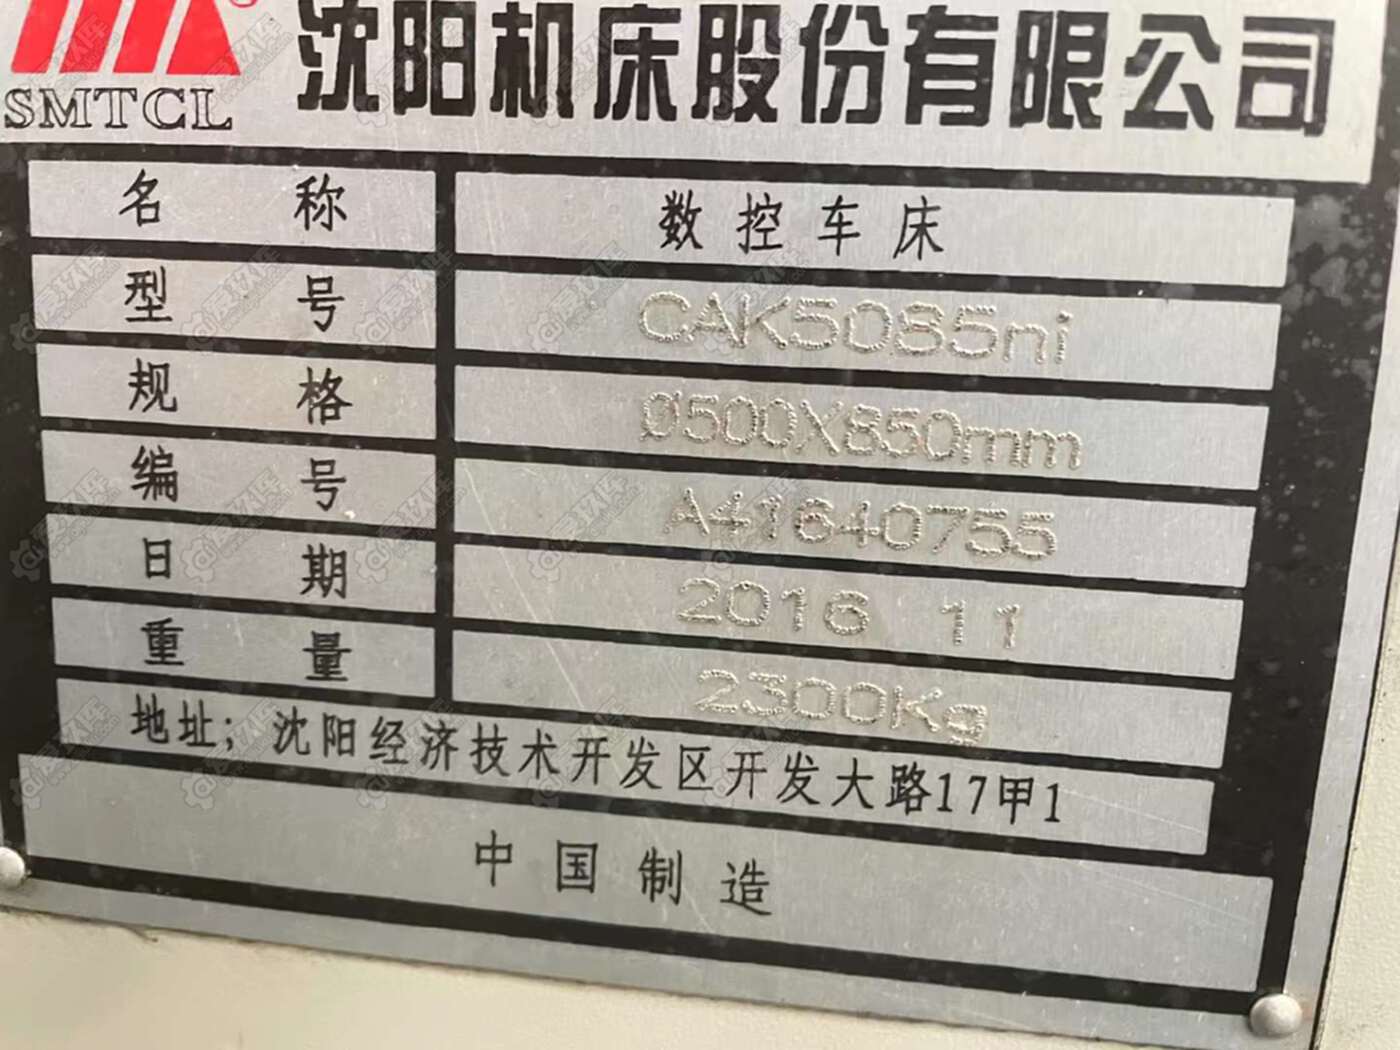 沈阳机床股份有限公司
SMTCL
名 称 数控车床
型 号 CAK5085ni
规 格 Ø500X850mm
编 号 A41640755
日 期 2016 11
重 量 2300Kg
地址；沈阳经济技术开发区开发大路17甲1
中国制造